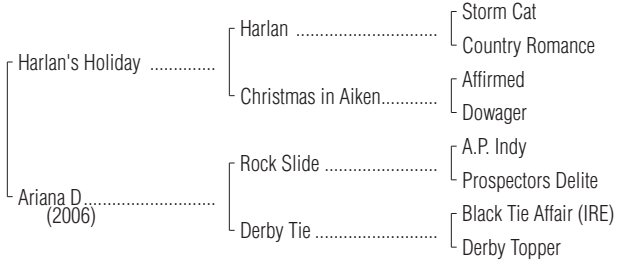 Storm Cat
Harlan ..................................
Country Romance
Harlan's Holiday ..............
Affirmed
Christmas in Aiken............
Dowager
A.P. Indy
Rock Slide ...........................
Prospectors Delite
Ariana D.................................
(2006)
Black Tie Affair (IRE)
Derby Tie .............................
Derby Topper